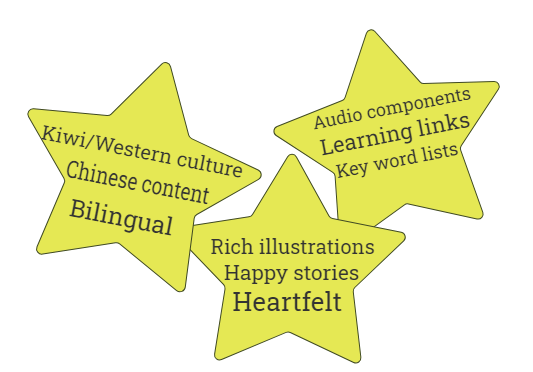 Kiwi/Western culture
Chinese content
Bilingual
Audio components
Learning links
Key word lists
Rich illustrations
Happy stories
Heartfelt